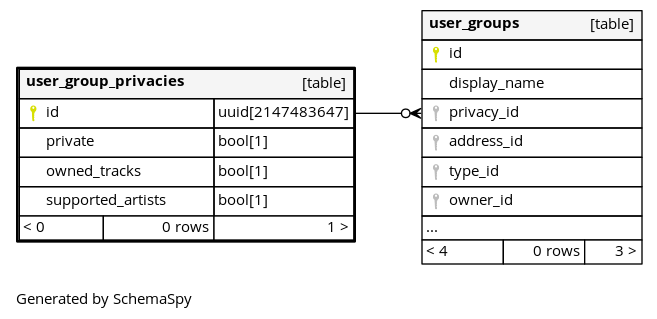 user_group_privacies [table]
id uuid[2147483647]
private bool[1]
owned_tracks bool[1]
supported_artists bool[1]
< 0 0 rows 1 >
user_groups [table]
id
display_name
privacy_id
address_id
type_id
owner_id
...
< 4 0 rows 3 >
Generated by SchemaSpy